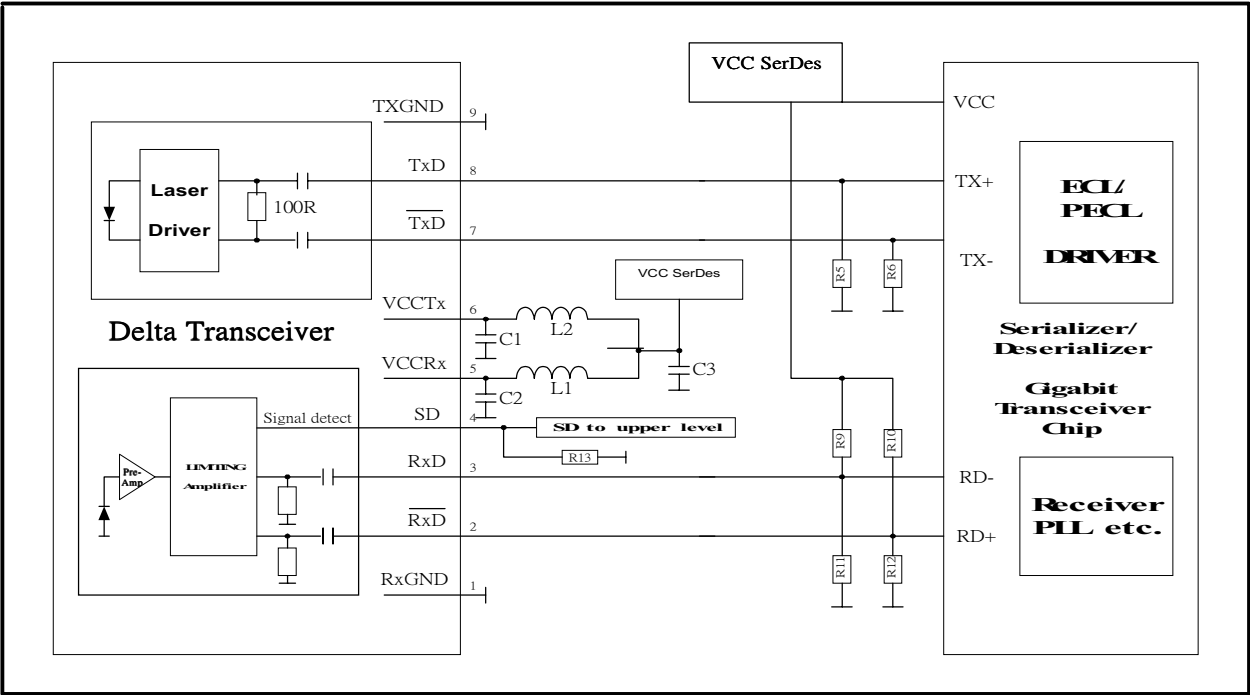 VCC SerDes
TXGND
9
VCC
TxD
8
TX+
Laser
Driver
100R
TxD
7
TX-
ECL/
PECL
DRIVER
R5
R6
VCC SerDes
VCCTx
6
L2
C1
Delta Transceiver
Serializer/
Deserializer
VCCRx
5
L1
C2
C3
Gigabit
Transceiver
Chip
Signal detect
SD
4
SD to upper level
R13
R9
R10
Pre-
Amp
LIMITING
Amplifier
RxD
3
RD-
Receiver
PLL etc.
RxD
2
RD+
R11
R12
RxGND
1